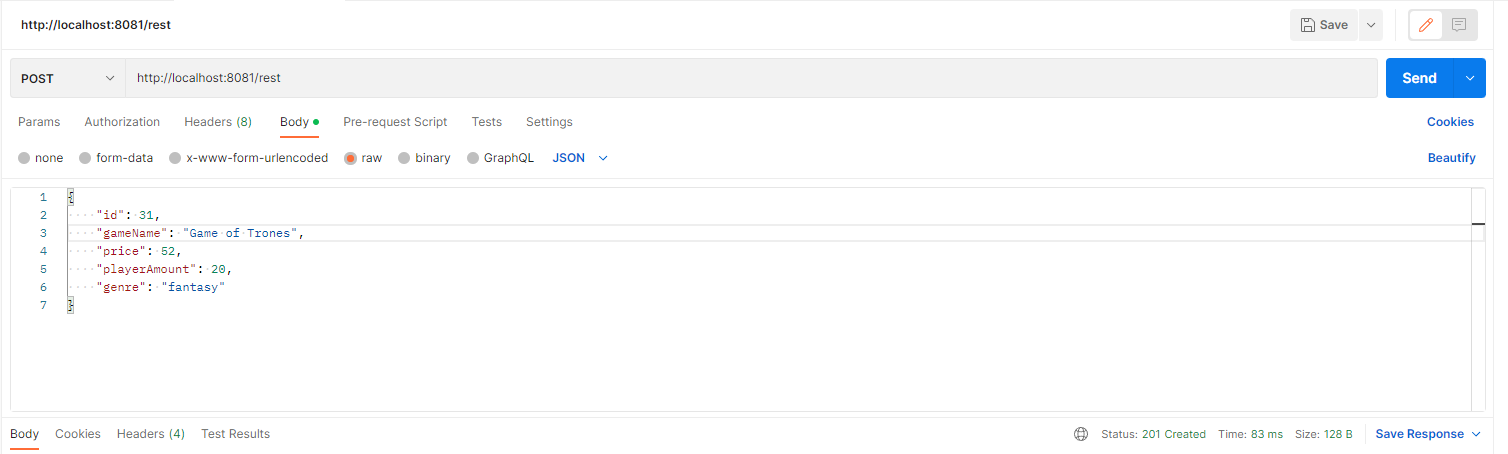 http://localhost:8081/rest Save
POST http://localhost:8081/rest Send
Params Authorization Headers (8) Body Pre-request Script Tests Settings Cookies
none form-data x-www-form-urlencoded raw binary GraphQL JSON Beautify
1 {
2 "id": 31,
3 "gameName": "Game of Trones",
4 "price": 52,
5 "playerAmount": 20,
6 "genre": "fantasy"
7 }
Body Cookies Headers (4) Test Results Status: 201 Created Time: 83 ms Size: 128 B Save Response